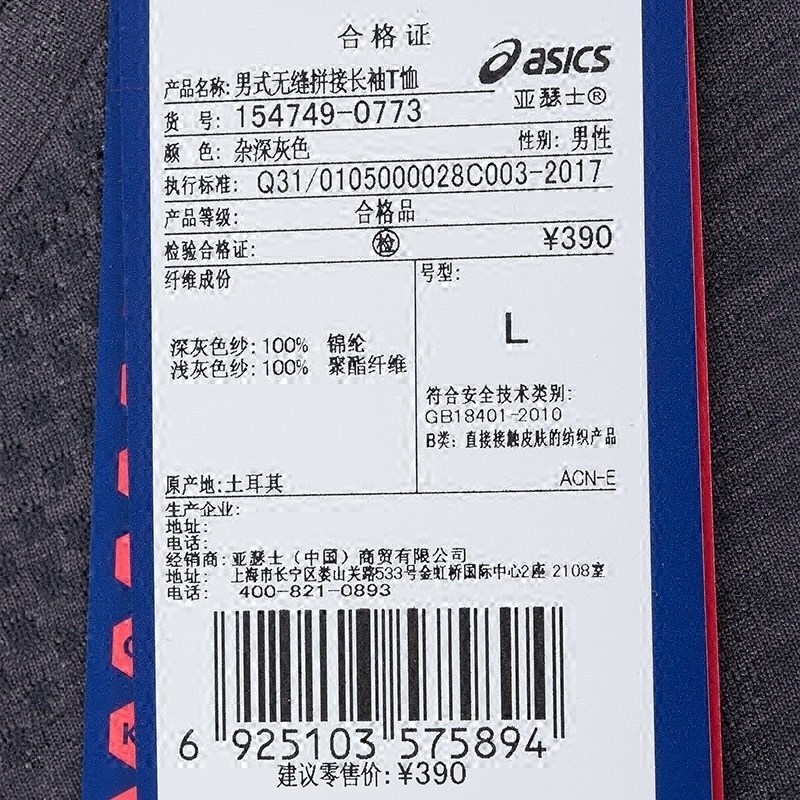 合格证
asics
产品名称: 男式无缝拼接长袖T恤
亚瑟士®
货 号: 154749-0773
颜 色: 杂深灰色 性别: 男性
执行标准: Q31/0105000028C003-2017
产品等级: 合格品
检验合格证: 检 ¥390
纤维成份
号型:
L
深灰色纱: 100% 锦纶
浅灰色纱: 100% 聚酯纤维
符合安全技术类别:
GB18401-2010
B类: 直接接触皮肤的纺织产品
原产地: 土耳其
ACN-E
生产企业:
地址:
电话:
经销商: 亚瑟士（中国）商贸有限公司
地址: 上海市长宁区娄山关路533号金虹桥国际中心2座 2108室
电话: 400-821-0893
6 925103 575894
建议零售价: ¥390
K